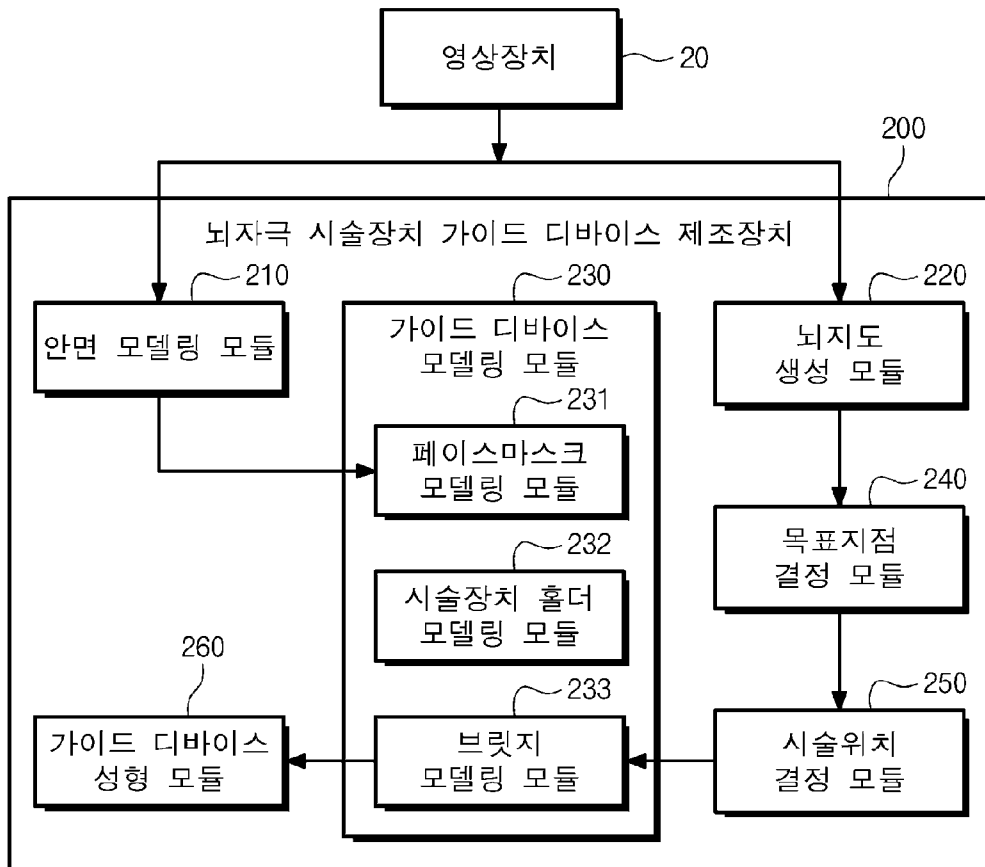 영상장치
20
200
뇌자극 시술장치 가이드 디바이스 제조장치
210
안면 모델링 모듈
230
가이드 디바이스
모델링 모듈
220
뇌지도
생성 모듈
231
페이스마스크
모델링 모듈
240
목표지점
결정 모듈
232
시술장치 홀더
모델링 모듈
260
가이드 디바이스
성형 모듈
233
브릿지
모델링 모듈
250
시술위치
결정 모듈